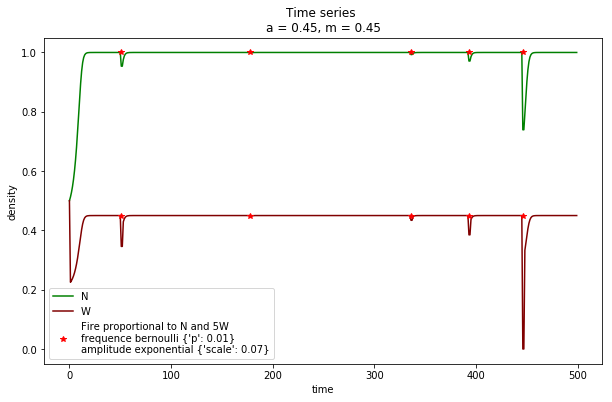 Time series
a = 0.45, m = 0.45
1.0
0.8
0.6
0.4
0.2
0.0
density
N
W
Fire proportional to N and 5W
frequence bernoulli {'p': 0.01}
amplitude exponential {'scale': 0.07}
0
100
200
300
400
500
time